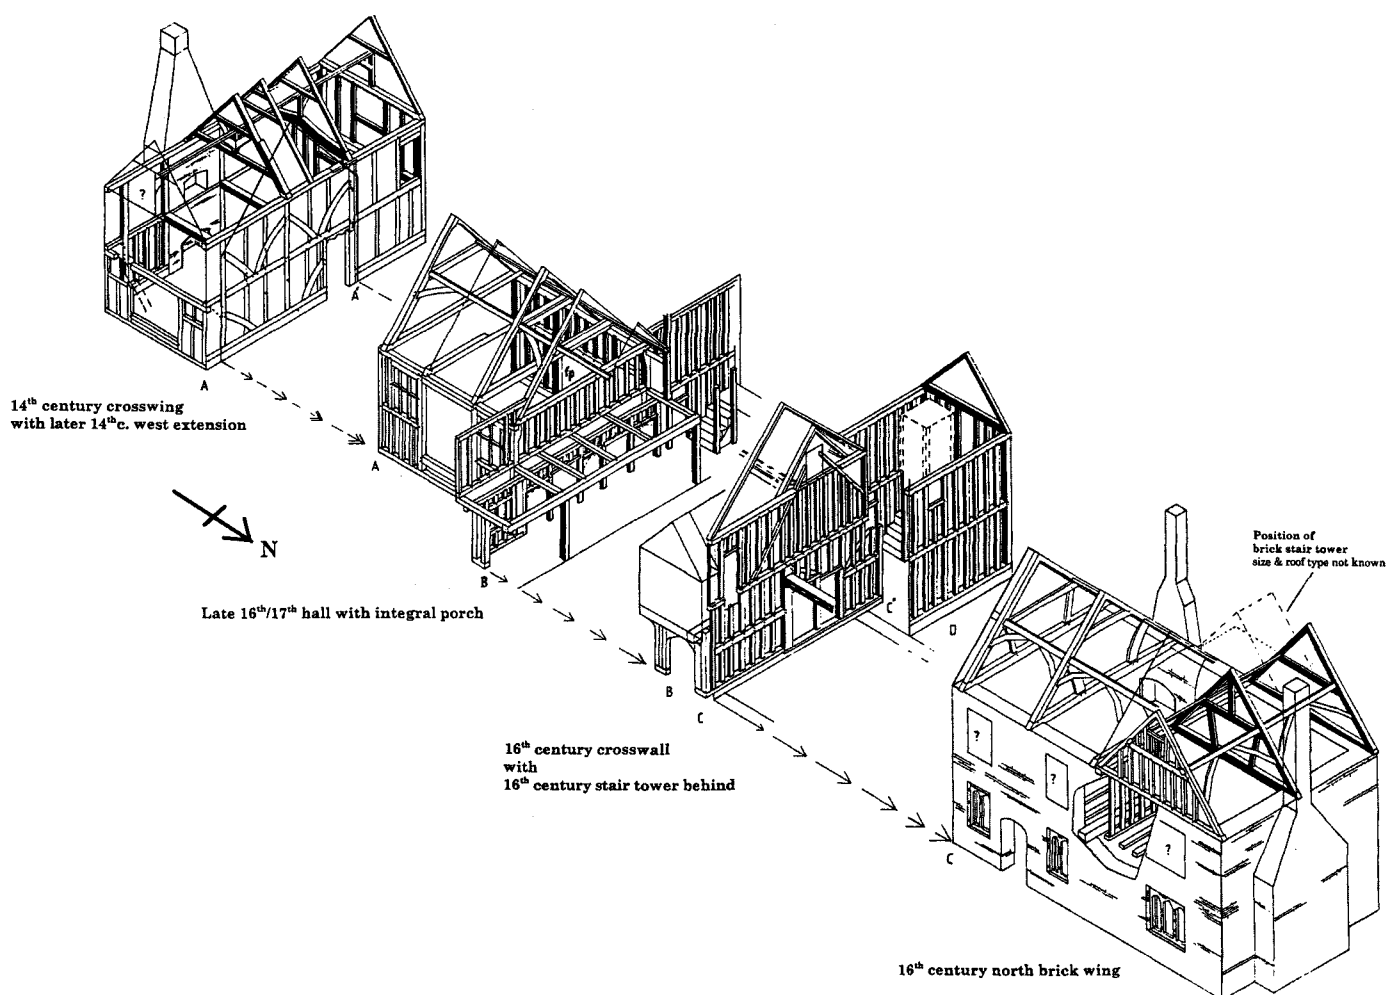 ?
A
A
14th century crosswing
with later 14th c. west extension
fp
A
N
B
Late 16th/17th hall with integral porch
B
C
C"
D
16th century crosswall
with
16th century stair tower behind
Position of
brick stair tower
size & roof type not known
?
?
?
C
16th century north brick wing